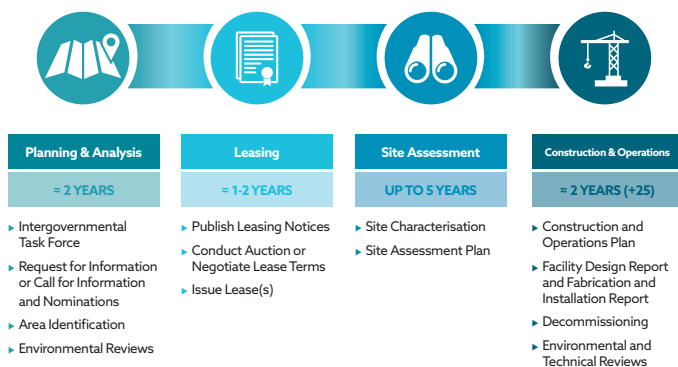 Planning & Analysis
≈ 2 YEARS
Intergovernmental
Task Force
Request for Information
or Call for Information
and Nominations
Area Identification
Environmental Reviews
Leasing
≈ 1-2 YEARS
Publish Leasing Notices
Conduct Auction or
Negotiate Lease Terms
Issue Lease(s)
Site Assessment
UP TO 5 YEARS
Site Characterisation
Site Assessment Plan
Construction & Operations
≈ 2 YEARS (+25)
Construction and
Operations Plan
Facility Design Report
and Fabrication and
Installation Report
Decommissioning
Environmental and
Technical Reviews